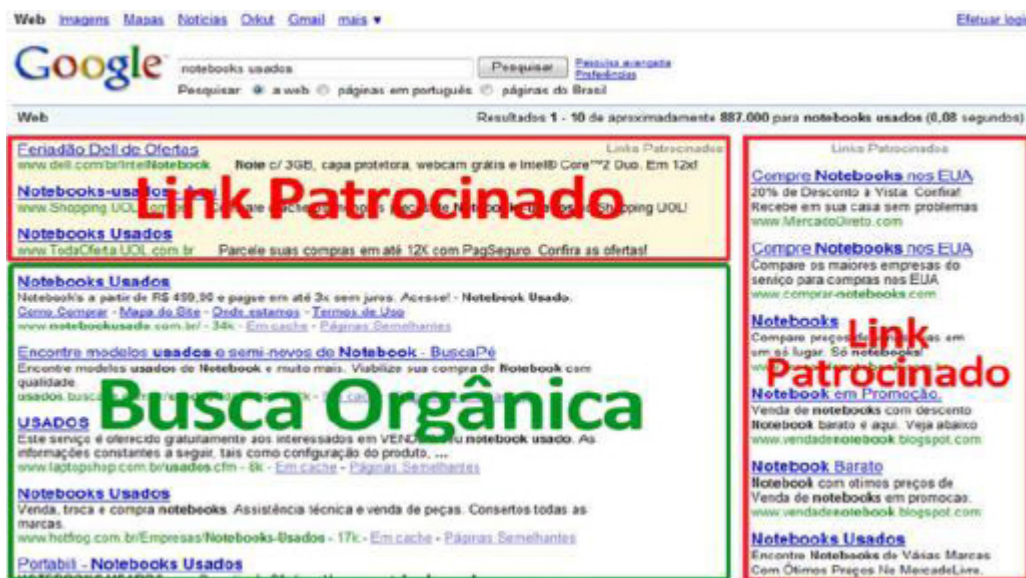 Web Imagens Mapas Notícias Orkut Gmail mais ▼
Efetuar login
Google
notebooks usados
Pesquisar
Pesquisa avançada
Preferências
Pesquisar a web páginas em português páginas do Brasil
Web
Resultados 1 - 10 de aproximadamente 887.000 para notebooks usados (0,08 segundos)
Feriadão Dell de Ofertas
Links Patrocinados
www.dell.com/br/IntelNotebook Note c/ 3GB, capa protetora, webcam grátis e Intel® Core™2 Duo. Em 12x!
Notebooks-usados
www.Shopping.UOL Shopping UOL!
Link Patrocinado
Notebooks Usados
www.TodaOferta.UOL.com.br Parcele suas compras em até 12X com PagSeguro. Confira as ofertas!
Notebooks Usados
Notebook's a partir de R$ 499,90 e pague em até 3x sem juros. Acesse! - Notebook Usado.
Como Comprar - Mapa do Site - Onde estamos - Termos de Uso
www.notebookusado.com.br/ - 34k - Em cache - Páginas Semelhantes
Encontre modelos usados e semi-novos de Notebook - BuscaPé
Encontre modelos usados de Notebook e muito mais. Viabilize sua compra de Notebook com
qualidade.
Busca Orgânica
USADOS
Este serviço é oferecido gratuitamente aos interessados em notebook usado. As
informações constantes a seguir, tais como configuração do produto, ...
www.laptopshop.com.br/usados.cfm - 8k - Em cache - Páginas Semelhantes
Notebooks Usados
Venda, troca e compra notebooks. Assistência técnica e venda de peças. Consertos todas as
marcas.
www.hotfrog.com.br/Empresas/Notebooks-Usados - 17k - Em cache - Páginas Semelhantes
Portabili - Notebooks Usados
Links Patrocinados
Compre Notebooks nos EUA
20% de Desconto à Vista. Confira!
Recebe em sua casa sem problemas
www.MercadoDireto.com
Compre Notebooks nos EUA
Compare os maiores empresas do
serviço para compras nos EUA
www.comprar-notebooks.com
Notebooks
Compare preços de em
um só lugar. Só notebooks!
Link
Patrocinado
Notebook em Promoção.
Venda de notebooks com desconto
Notebook barato e aqui. Veja abaixo
www.vendadenotebook.blogspot.com
Notebook Barato
Notebook com otimos preços de
Venda de notebooks em promocao.
www.vendadenotebook.blogspot.com
Notebooks Usados
Encontre Notebooks de Várias Marcas
Com Ótimos Preços No MercadoLivre.